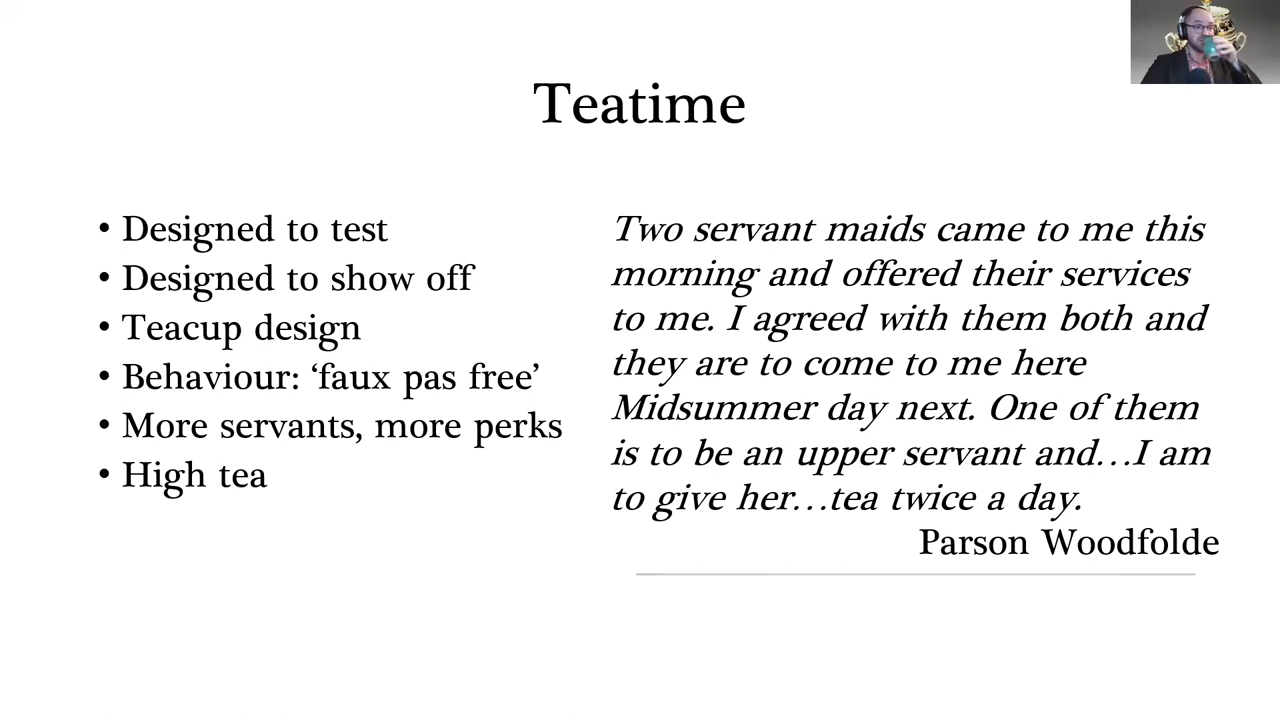 Teatime
• Designed to test
• Designed to show off
• Teacup design
• Behaviour: ‘faux pas free’
• More servants, more perks
• High tea
Two servant maids came to me this
morning and offered their services
to me. I agreed with them both and
they are to come to me here
Midsummer day next. One of them
is to be an upper servant and…I am
to give her…tea twice a day.
Parson Woodfolde